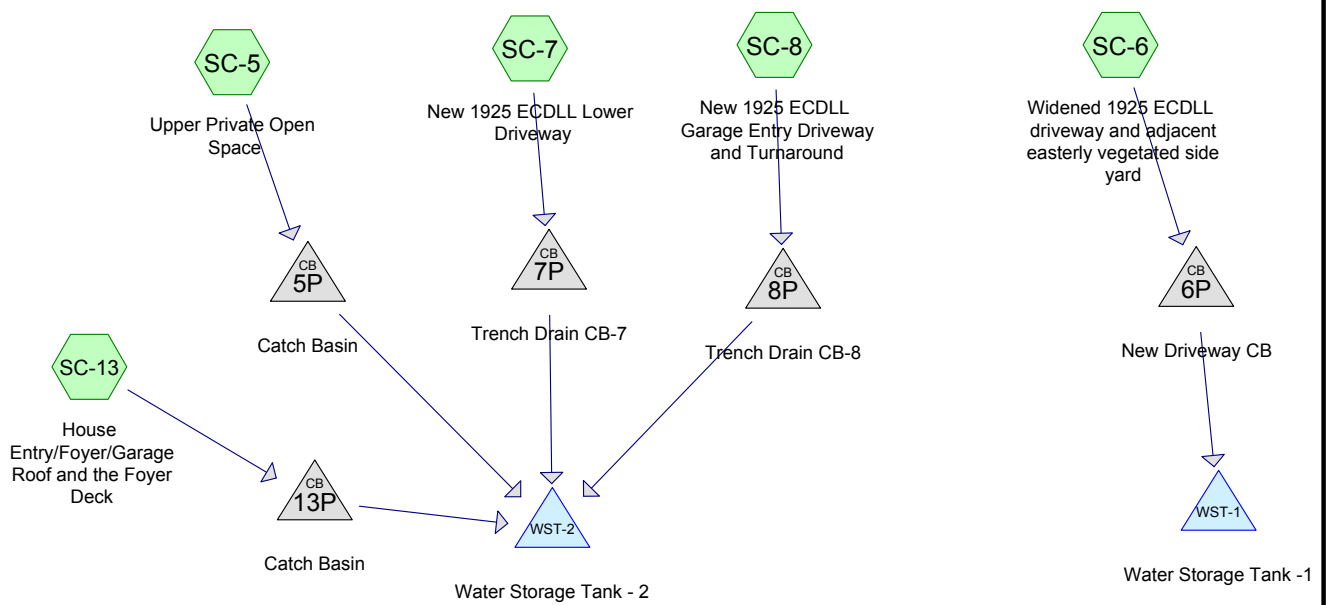 SC-5
Upper Private Open
Space
SC-7
New 1925 ECDLL Lower
Driveway
SC-8
New 1925 ECDLL
Garage Entry Driveway
and Turnaround
SC-6
Widened 1925 ECDLL
driveway and adjacent
easterly vegetated side
yard
CB
5P
Catch Basin
CB
7P
Trench Drain CB-7
CB
8P
Trench Drain CB-8
CB
6P
New Driveway CB
SC-13
House
Entry/Foyer/Garage
Roof and the Foyer
Deck
CB
13P
Catch Basin
WST-2
Water Storage Tank - 2
WST-1
Water Storage Tank -1